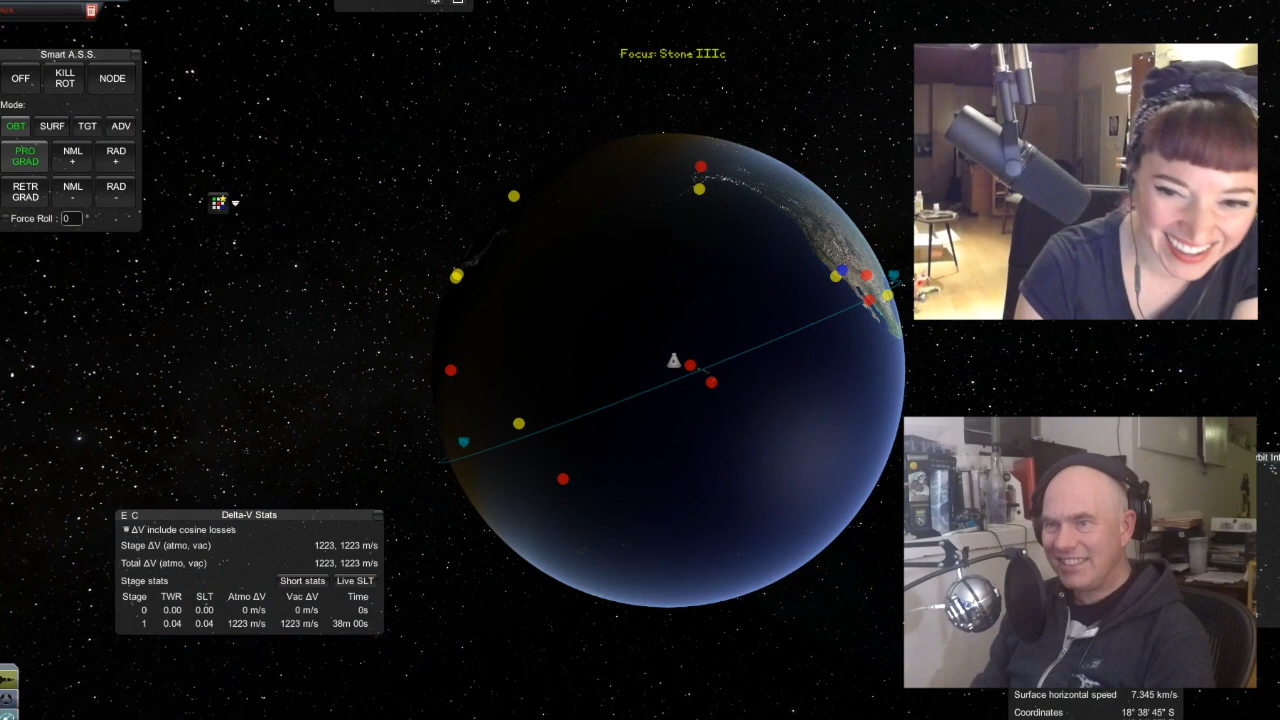 N/A
Focus: Stone IIIc
Smart A.S.S.
OFF KILL ROT NODE
Mode:
OBT SURF TGT ADV
PRO GRAD NML + RAD +
RETR GRAD NML - RAD -
Force Roll : 0 °
E C Delta-V Stats
ΔV include cosine losses
Stage ΔV (atmo, vac) 1223, 1223 m/s
Total ΔV (atmo, vac) 1223, 1223 m/s
Stage stats Short stats Live SLT
Stage TWR SLT Atmo ΔV Vac ΔV Time
0 0.00 0.00 0 m/s 0 m/s 0s
1 0.04 0.04 1223 m/s 1223 m/s 38m 00s
Surface horizontal speed 7.345 km/s
Coordinates 18° 38' 45" S